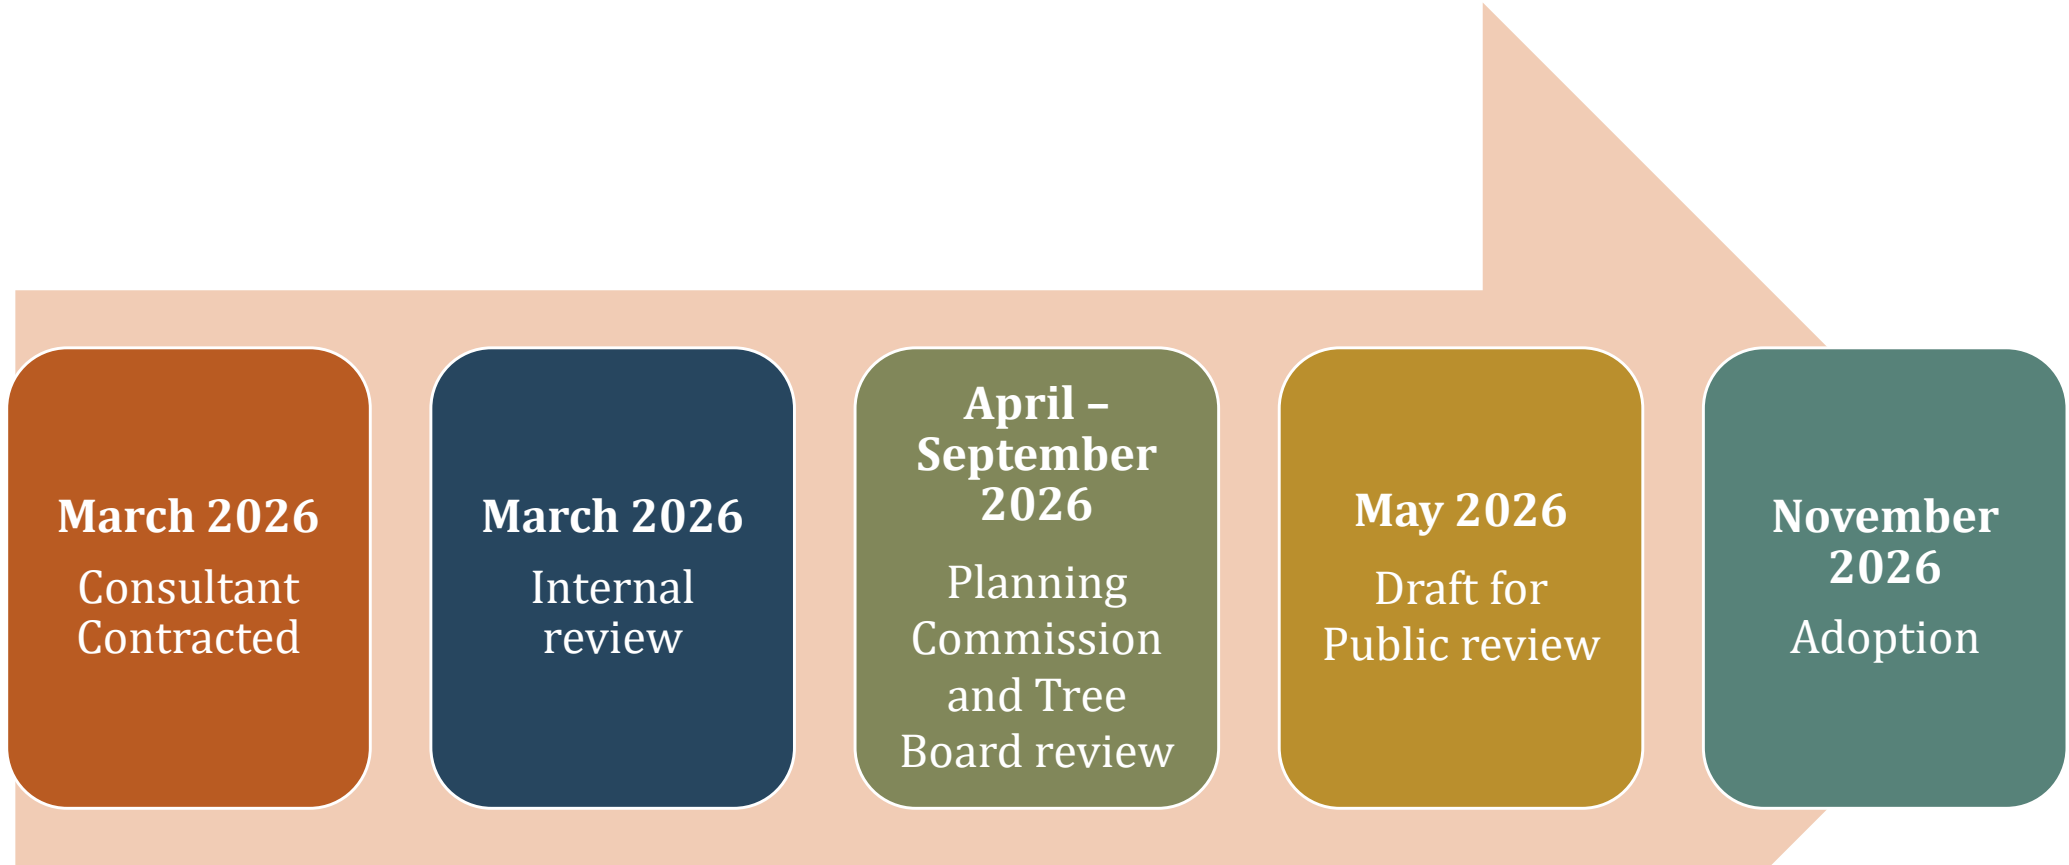 March 2026
Consultant
Contracted
March 2026
Internal
review
April –
September
2026
Planning
Commission
and Tree
Board review
May 2026
Draft for
Public review
November
2026
Adoption